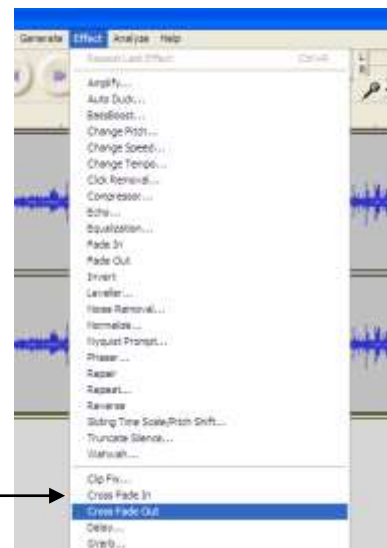 Generate Effect Analyze Help
Repeat Last Effect Ctrl+R
Amplify...
Auto Duck...
BassBoost...
Change Pitch...
Change Speed...
Change Tempo...
Click Removal...
Compressor...
Echo...
Equalization...
Fade In
Fade Out
Invert
Leveller...
Noise Removal...
Normalize...
Nyquist Prompt...
Phaser...
Repair
Repeat...
Reverse
Sliding Time Scale/Pitch Shift...
Truncate Silence...
Wahwah...
Clip Fix...
Cross Fade In
Cross Fade Out
Delay...
GVerb...
L
R